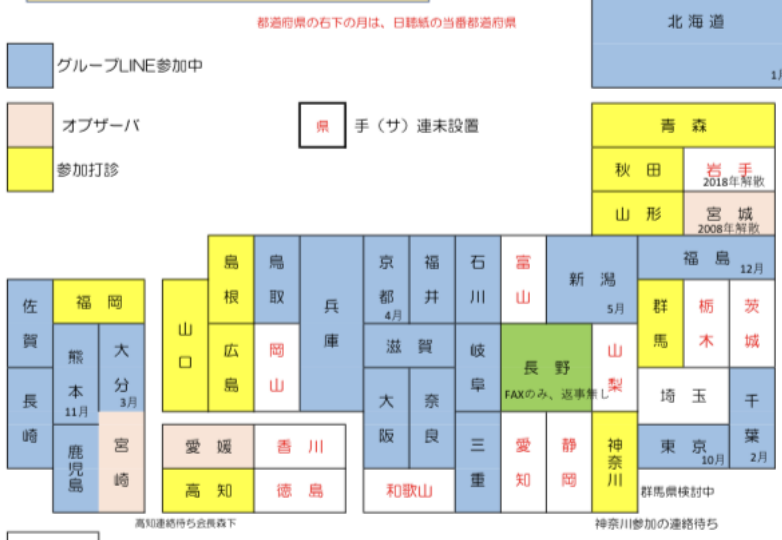 都道府県の右下の月は、日聴紙の当番都道府県
北海道
1月
グループLINE参加中
オブザーバ
県
手（サ）連未設置
参加打診
青森
秋田
岩手
2018年解散
山形
宮城
2008年解散
島根
鳥取
兵庫
京都
4月
福井
石川
富山
新潟
5月
福島
12月
佐賀
福岡
山口
群馬
栃木
茨城
熊本
11月
大分
3月
広島
岡山
滋賀
岐阜
長野
FAXのみ、返事無し
山梨
長崎
大阪
奈良
埼玉
千葉
2月
鹿児島
宮崎
愛媛
香川
三重
愛知
静岡
神奈川
東京
10月
高知
徳島
和歌山
群馬県検討中
高知連絡待ち会長森下
神奈川参加の連絡待ち